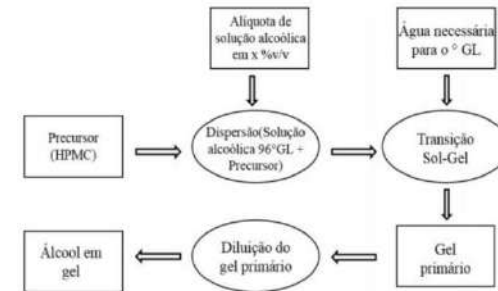 Alíquota de
solução alcoólica
em x %v/v
Água necessária
para o ° GL
Precursor
(HPMC)
Dispersão(Solução
alcoólica 96°GL +
Precursor)
Transição
Sol-Gel
Álcool em
gel
Diluição do
gel primário
Gel
primário